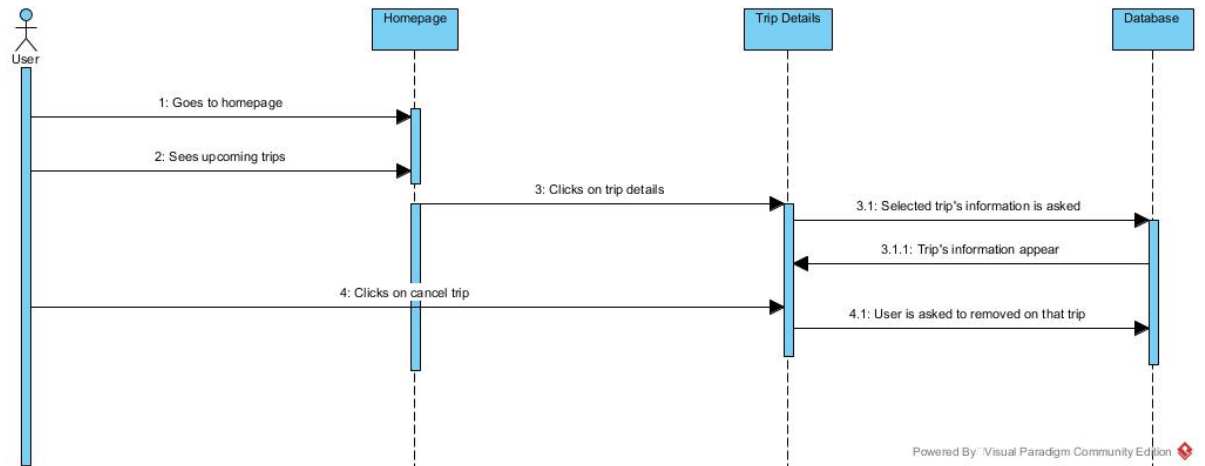 Homepage
Trip Details
Database
User
1: Goes to homepage
2: Sees upcoming trips
3: Clicks on trip details
3.1: Selected trip's information is asked
3.1.1: Trip's information appear
4: Clicks on cancel trip
4.1: User is asked to removed on that trip
Powered By Visual Paradigm Community Edition